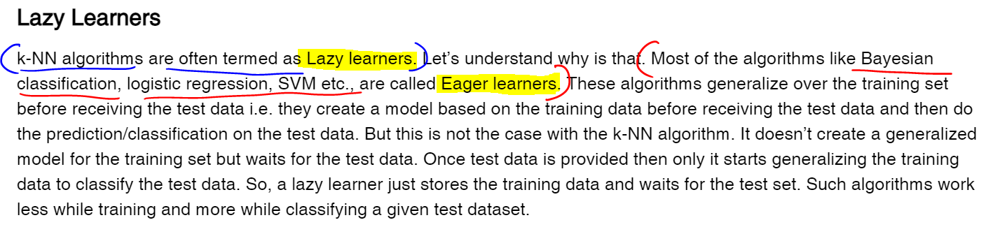 Lazy Learners
k-NN algorithms are often termed as Lazy learners. Let’s understand why is that. Most of the algorithms like Bayesian
classification, logistic regression, SVM etc., are called Eager learners. These algorithms generalize over the training set
before receiving the test data i.e. they create a model based on the training data before receiving the test data and then do
the prediction/classification on the test data. But this is not the case with the k-NN algorithm. It doesn’t create a generalized
model for the training set but waits for the test data. Once test data is provided then only it starts generalizing the training
data to classify the test data. So, a lazy learner just stores the training data and waits for the test set. Such algorithms work
less while training and more while classifying a given test dataset.